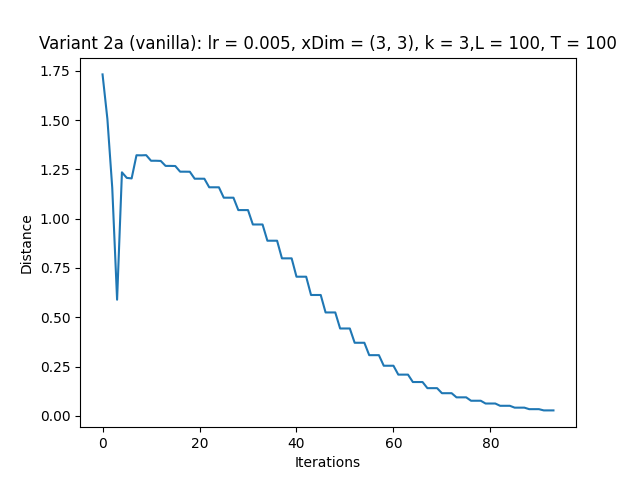 Variant 2a (vanilla): lr = 0.005, xDim = (3, 3), k = 3,L = 100, T = 100
1.75
1.50
1.25
1.00
0.75
0.50
0.25
0.00
Distance
0 20 40 60 80
Iterations